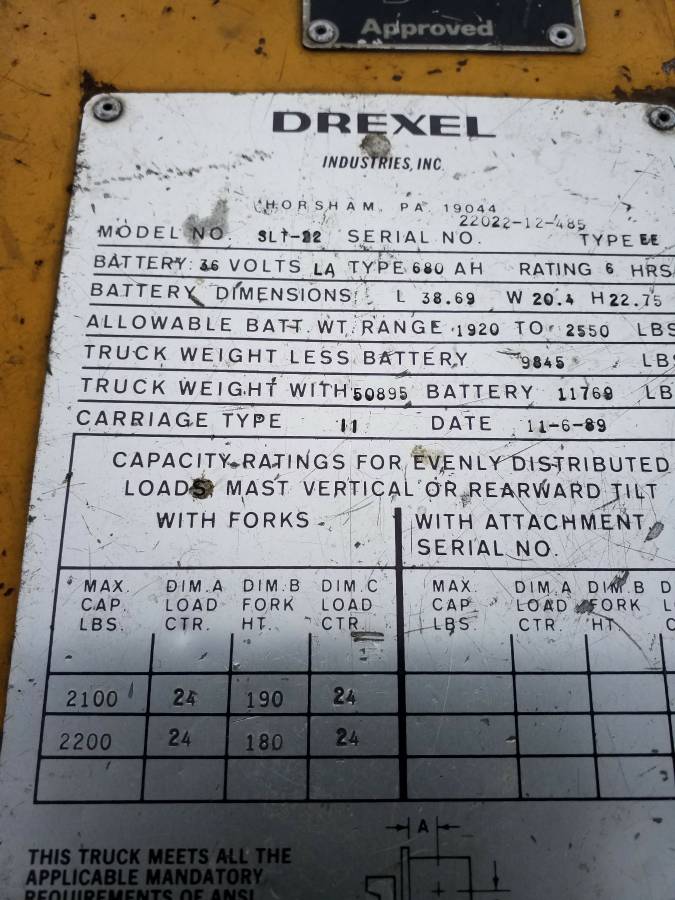 Approved
DREXEL
INDUSTRIES, INC.
HORSHAM, PA. 19044
22022-12-485
MODEL NO. SLT-22 SERIAL NO. TYPE EE
BATTERY: 36 VOLTS LA TYPE 680 AH RATING 6 HRS
BATTERY DIMENSIONS: L 38.69 W 20.4 H 22.75
ALLOWABLE BATT. WT. RANGE 1920 TO 2550 LBS
TRUCK WEIGHT LESS BATTERY 9845 LBS
TRUCK WEIGHT WITH 50895 BATTERY 11769 LB
CARRIAGE TYPE 11 DATE 11-6-89
CAPACITY RATINGS FOR EVENLY DISTRIBUTED
LOADS MAST VERTICAL OR REARWARD TILT
WITH FORKS
WITH ATTACHMENT
SERIAL NO.
MAX. DIM.A DIM.B DIM.C MAX. DIM.A DIM.B D
CAP. LOAD FORK LOAD CAP. LOAD FORK L
LBS. CTR. HT. CTR. LBS. CTR. HT. C
2100 24 190 24
2200 24 180 24
A
THIS TRUCK MEETS ALL THE
APPLICABLE MANDATORY
REQUIREMENTS OF ANSI